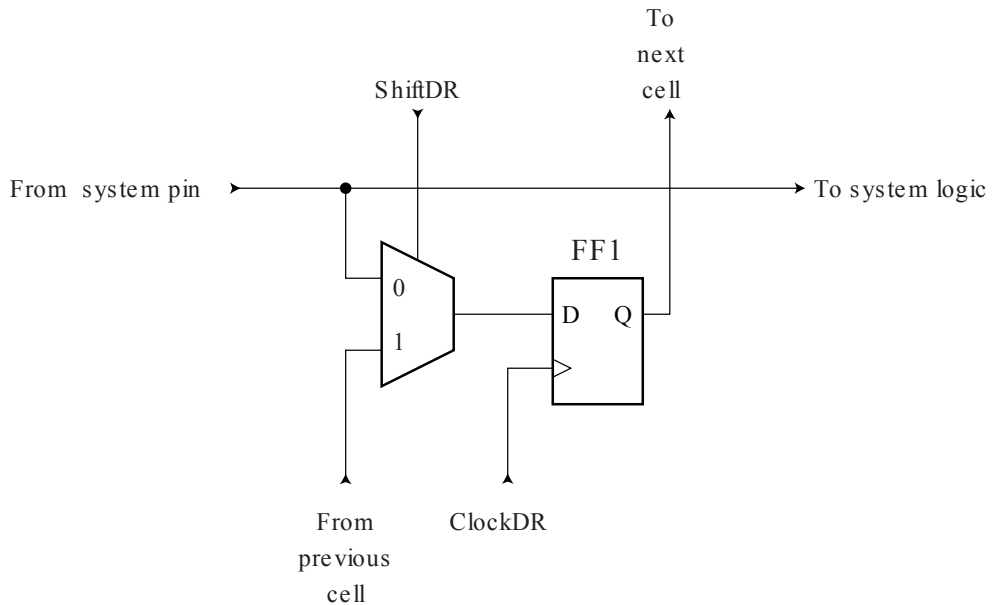 To
next
cell
ShiftDR
From system pin
To system logic
FF1
0
D Q
1
From
previous
cell
ClockDR